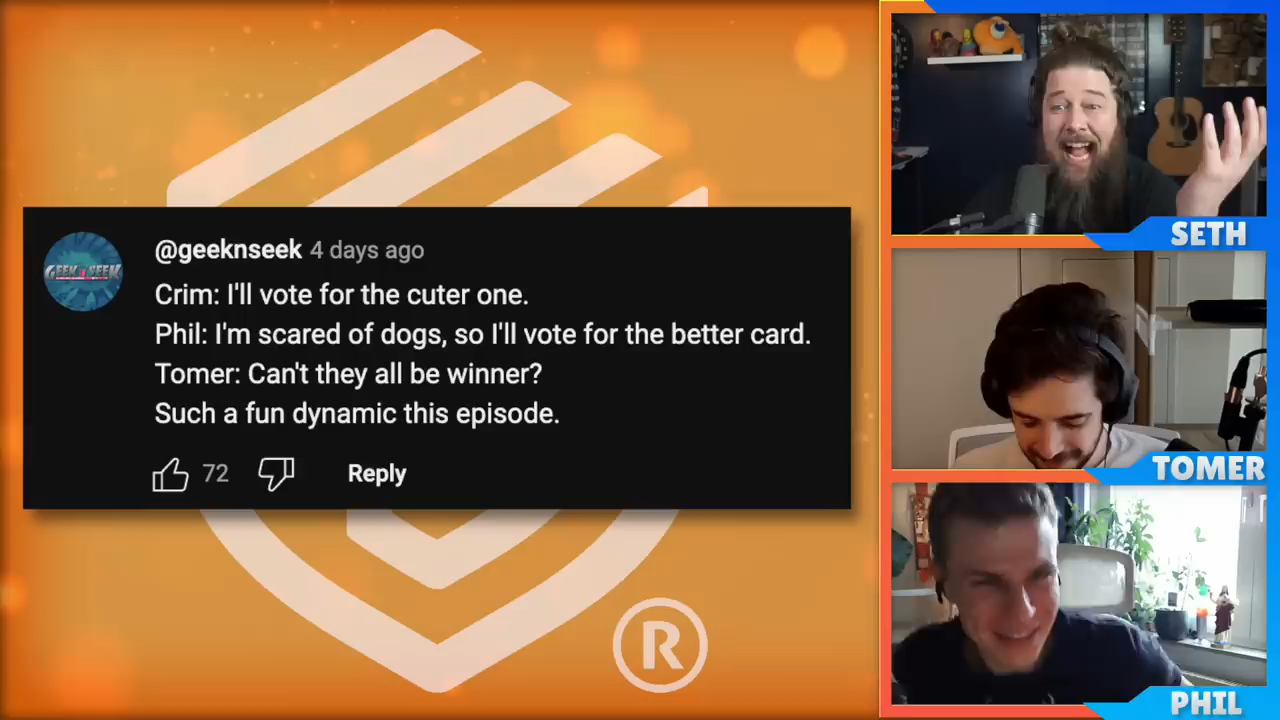 @geeknseek 4 days ago
Crim: I'll vote for the cuter one.
Phil: I'm scared of dogs, so I'll vote for the better card.
Tomer: Can't they all be winner?
Such a fun dynamic this episode.
72 Reply
GEEK N SEEK
®
SETH
TOMER
PHIL